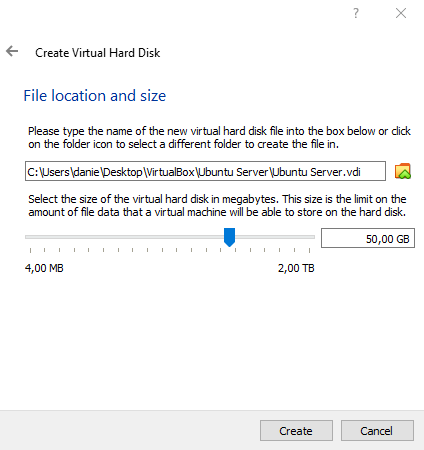 ?
Create Virtual Hard Disk
File location and size
Please type the name of the new virtual hard disk file into the box below or click
on the folder icon to select a different folder to create the file in.
C:\Users\danie\Desktop\VirtualBox\Ubuntu Server\Ubuntu Server.vdi
Select the size of the virtual hard disk in megabytes. This size is the limit on the
amount of file data that a virtual machine will be able to store on the hard disk.
50,00 GB
4,00 MB 2,00 TB
Create Cancel